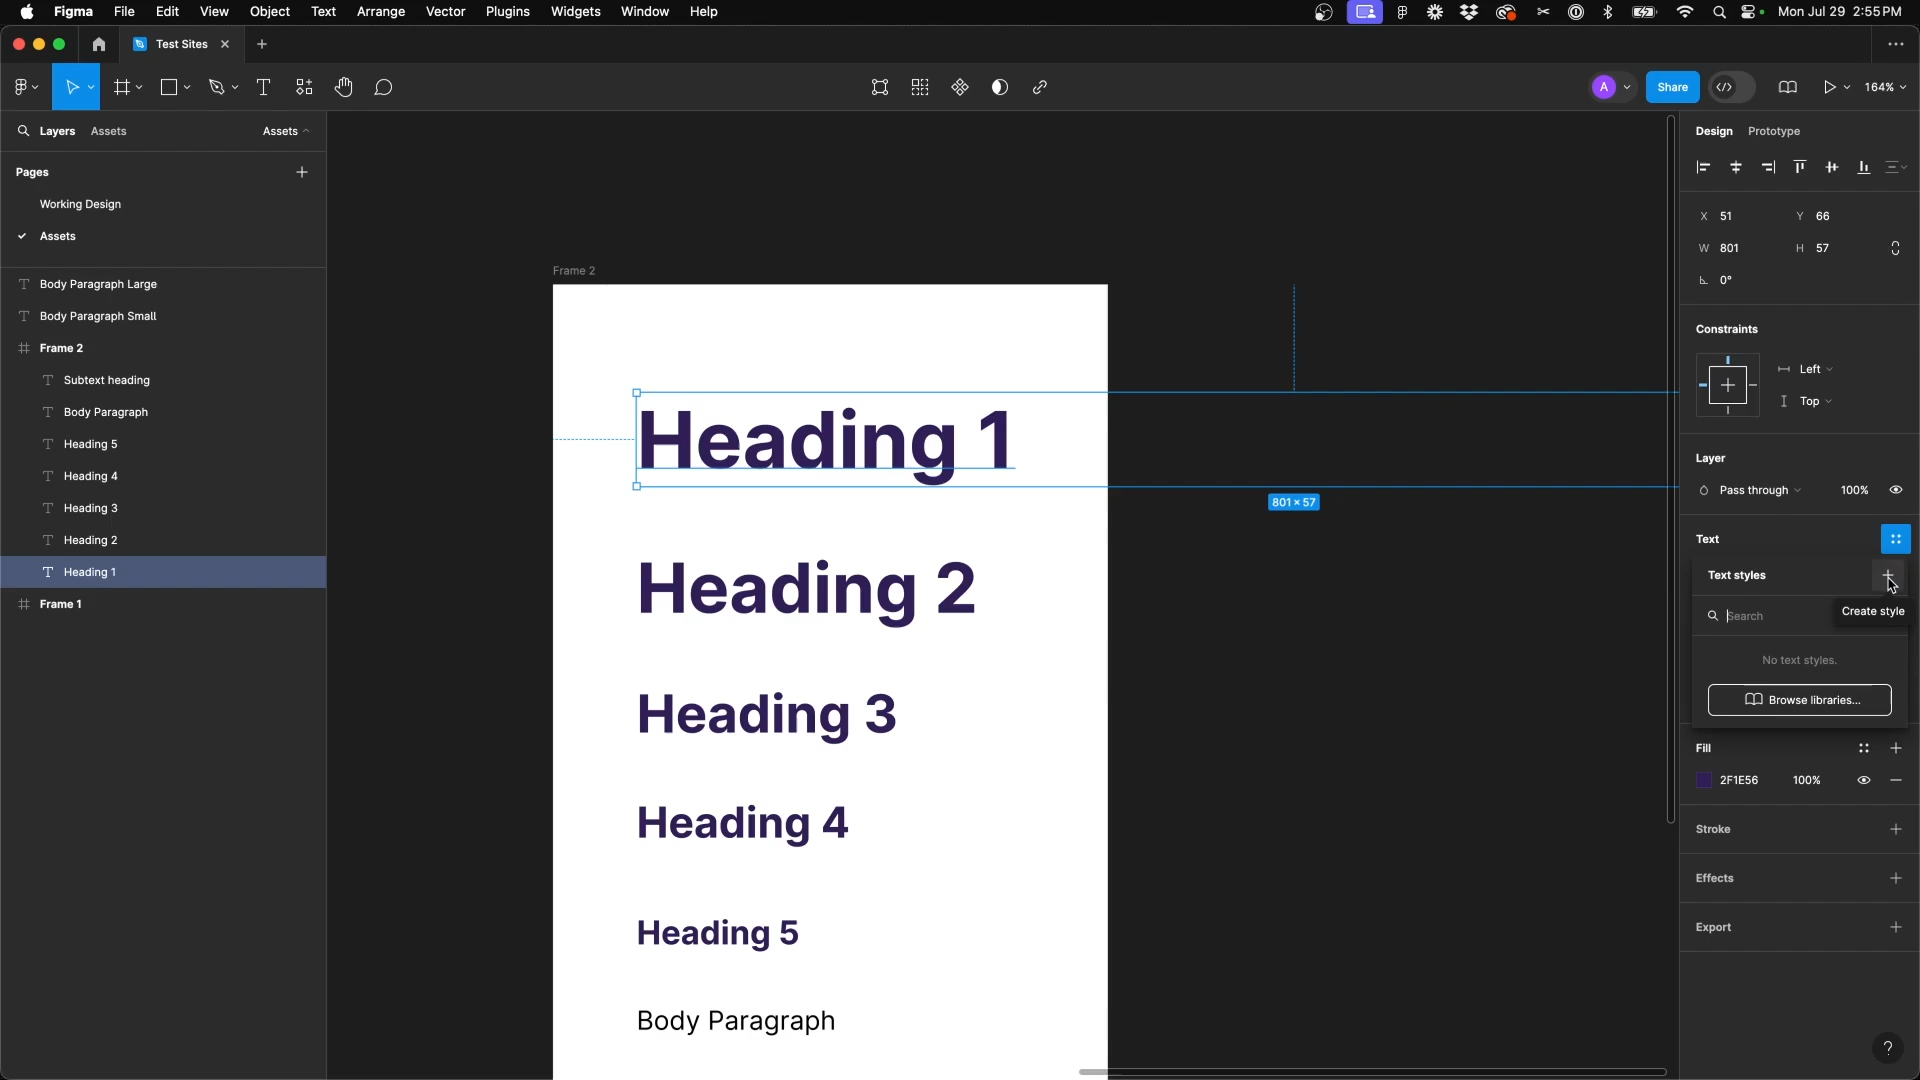 Figma File Edit View Object Text Arrange Vector Plugins Widgets Window Help
Mon Jul 29 2:55 PM
Test Sites
A
Share
164%
Layers Assets
Assets
Pages
Working Design
Assets
Body Paragraph Large
Body Paragraph Small
Frame 2
Subtext heading
Body Paragraph
Heading 5
Heading 4
Heading 3
Heading 2
Heading 1
Frame 1
Frame 2
Heading 1
801 × 57
Heading 2
Heading 3
Heading 4
Heading 5
Body Paragraph
Design Prototype
X 51 Y 66
W 801 H 57
0°
Constraints
Left
Top
Layer
Pass through 100%
Text
Text styles
Create style
Search
No text styles.
Browse libraries...
Fill
2F1E56 100%
Stroke
Effects
Export
?